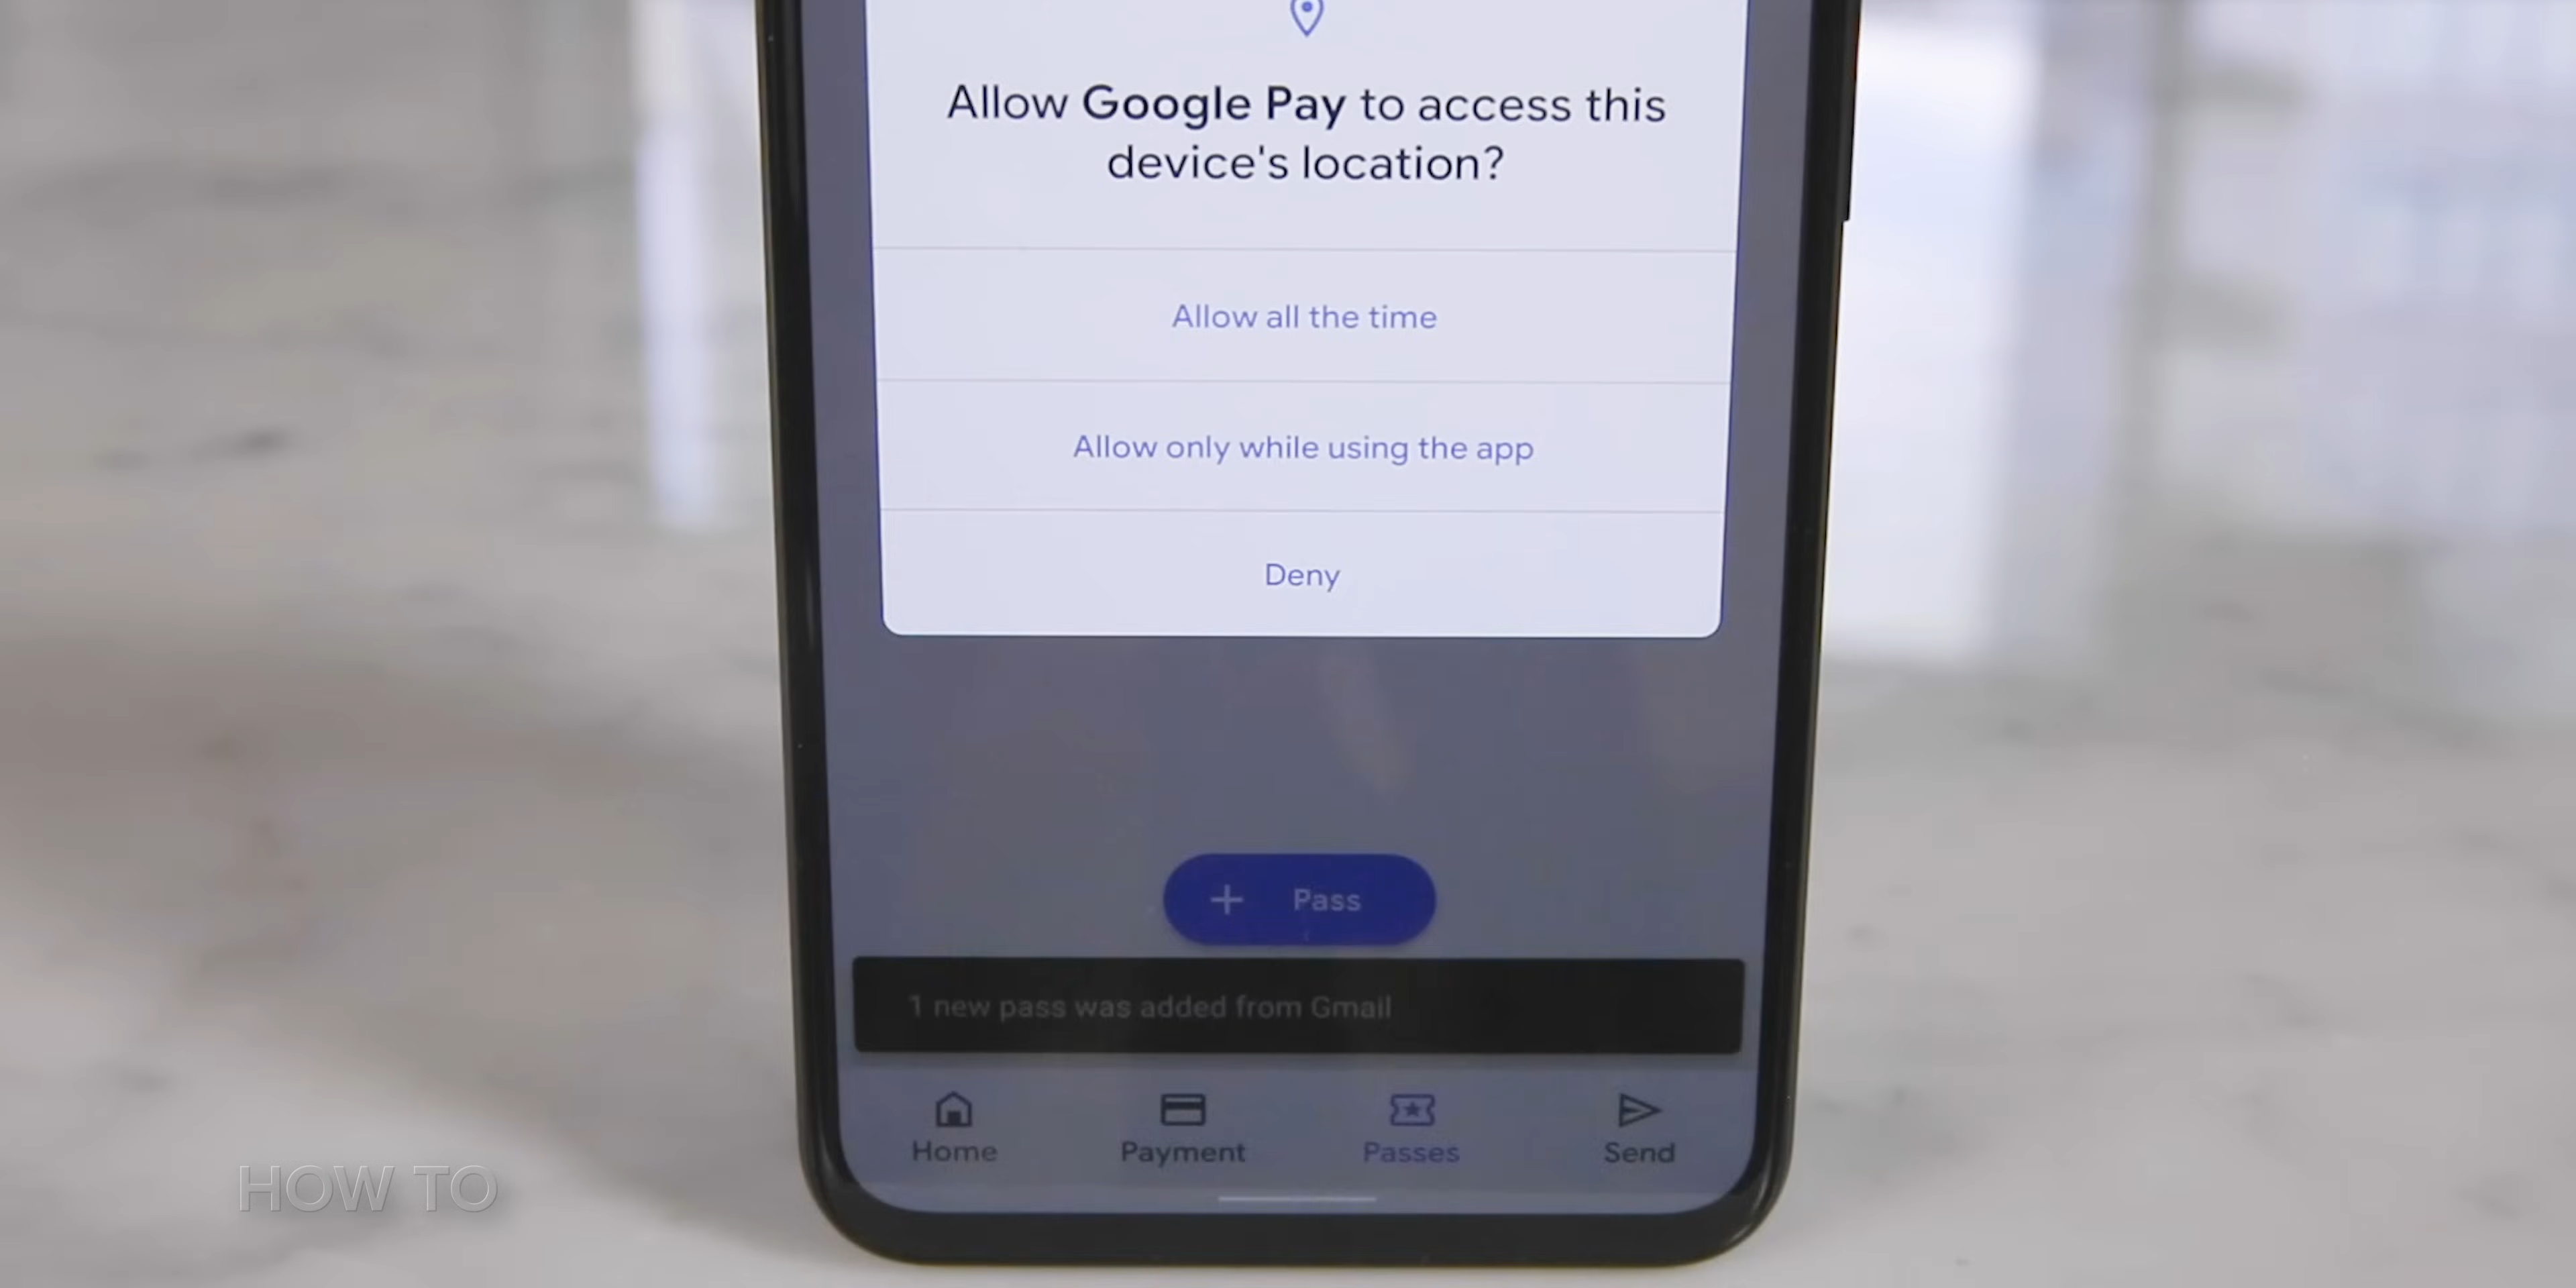 Allow Google Pay to access this
device's location?
Allow all the time
Allow only while using the app
Deny
+ Pass
1 new pass was added from Gmail
Home Payment Passes Send
HOW TO